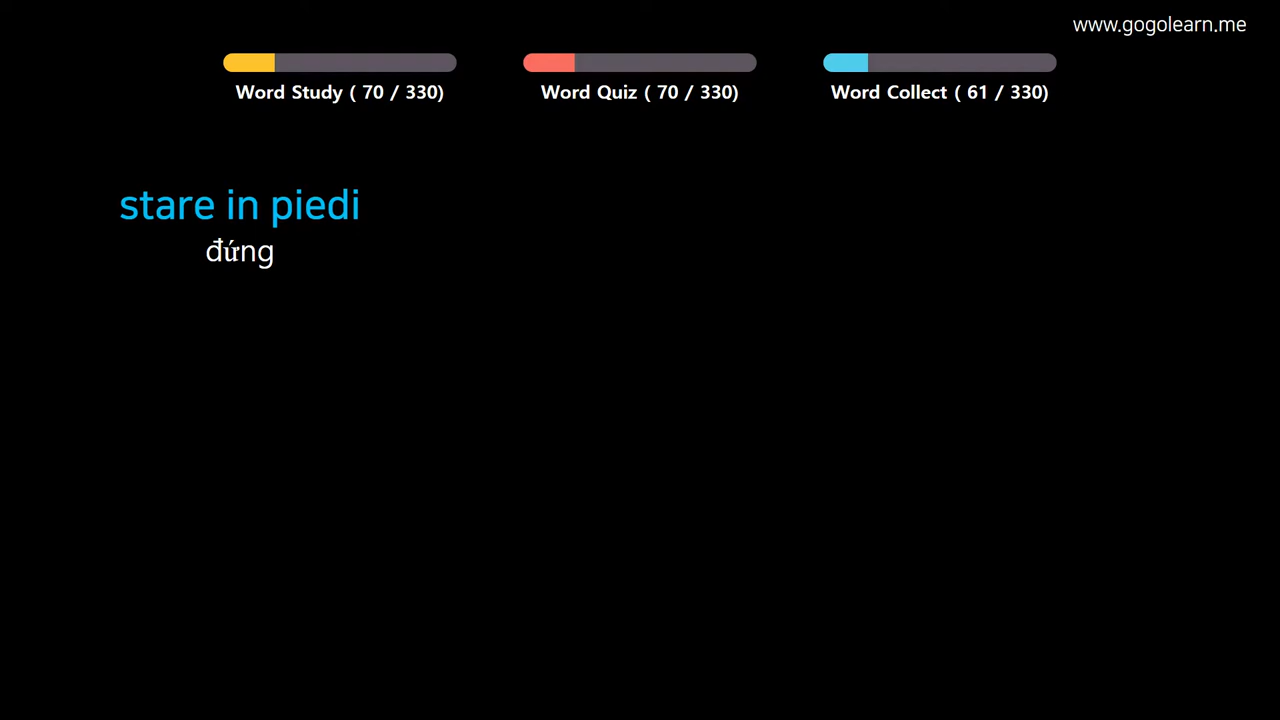 www.gogolearn.me
Word Study ( 70 / 330)
Word Quiz ( 70 / 330)
Word Collect ( 61 / 330)
stare in piedi
đứng